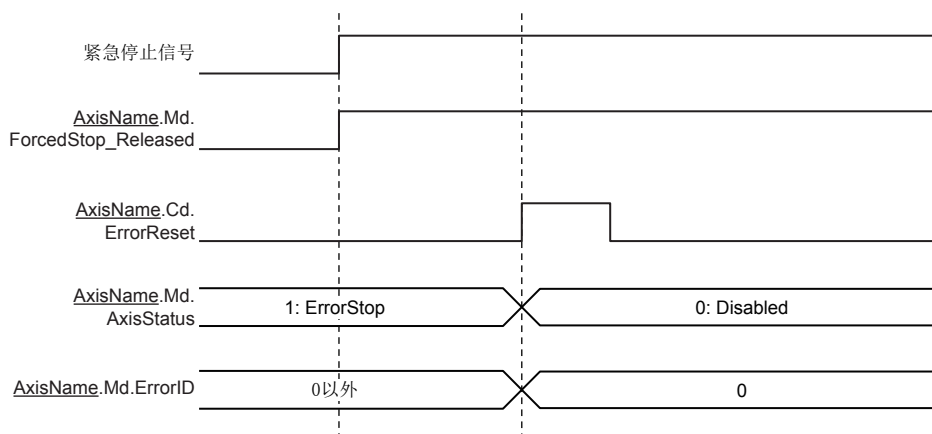 紧急停止信号
AxisName.Md.
ForcedStop_Released
AxisName.Cd.
ErrorReset
AxisName.Md.
AxisStatus
1: ErrorStop
0: Disabled
AxisName.Md.ErrorID
0以外
0